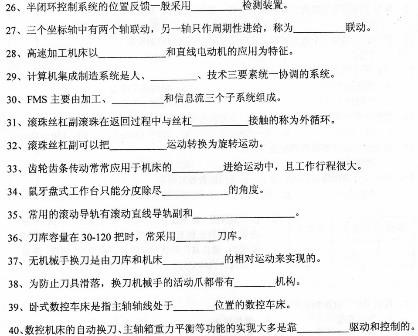 26、半闭环控制系统的位置反馈一般采用________检测装置。
27、三个坐标轴中有两个轴联动，另一轴只作周期性进给，称为________联动。
28、高速加工机床以__________和直线电动机的应用为特征。
29、计算机集成制造系统是人、________、技术三要素统一协调的系统。
30、FMS 主要由加工、________和信息流三个子系统组成。
31、滚珠丝杠副滚珠在返回过程中与丝杠________接触的称为外循环。
32、滚珠丝杠副可以把________运动转换为旋转运动。
33、齿轮齿条传动常常应用于机床的________进给运动中，且工作行程很大。
34、鼠牙盘式工作台只能分度除尽__________的角度。
35、常用的滚动导轨有滚动直线导轨副和________________。
36、刀库容量在 30-120 把时，常采用______刀库。
37、无机械手换刀是由刀库和机床________的相对运动来实现的。
38、为防止刀具滑落，换刀机械手的活动爪都带有______机构。
39、卧式数控车床是指主轴轴线处于______位置的数控车床。
40、数控机床的自动换刀、主轴箱重力平衡等功能的实现大多是靠________驱动和控制的。